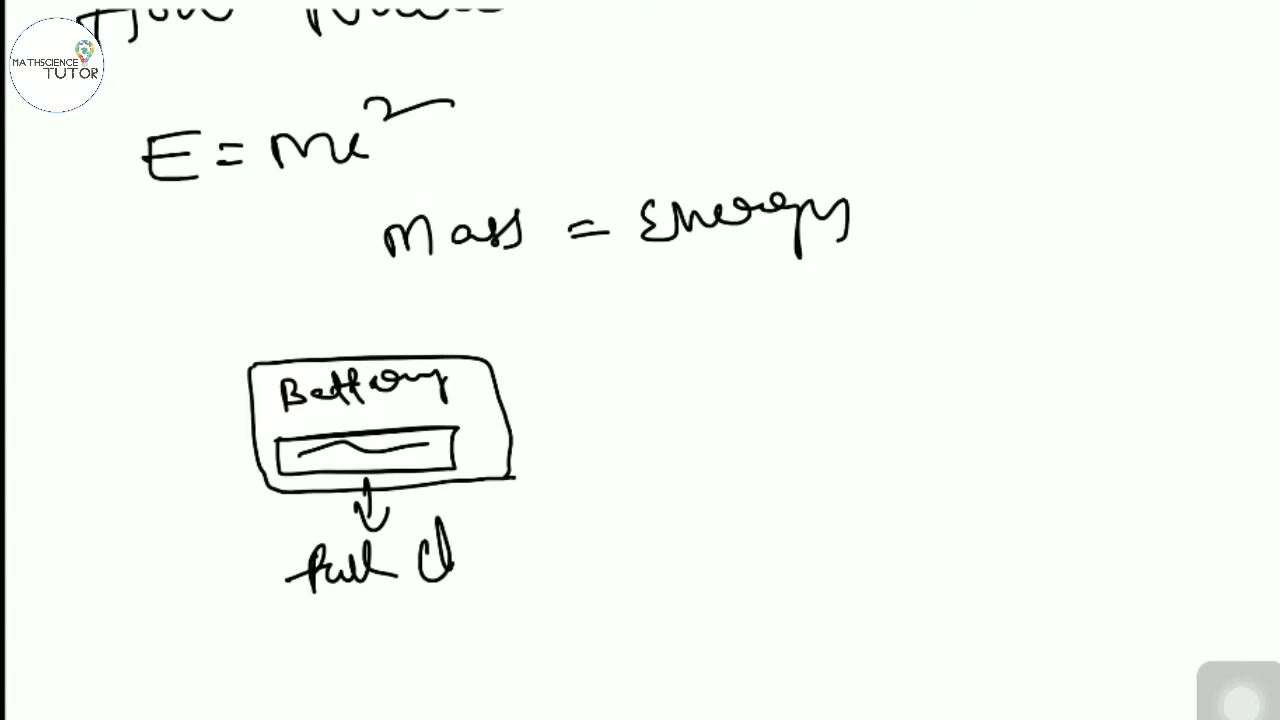 MATHSCIENCE
TUTOR
E = mc²
Mass = Energy
Battery
full